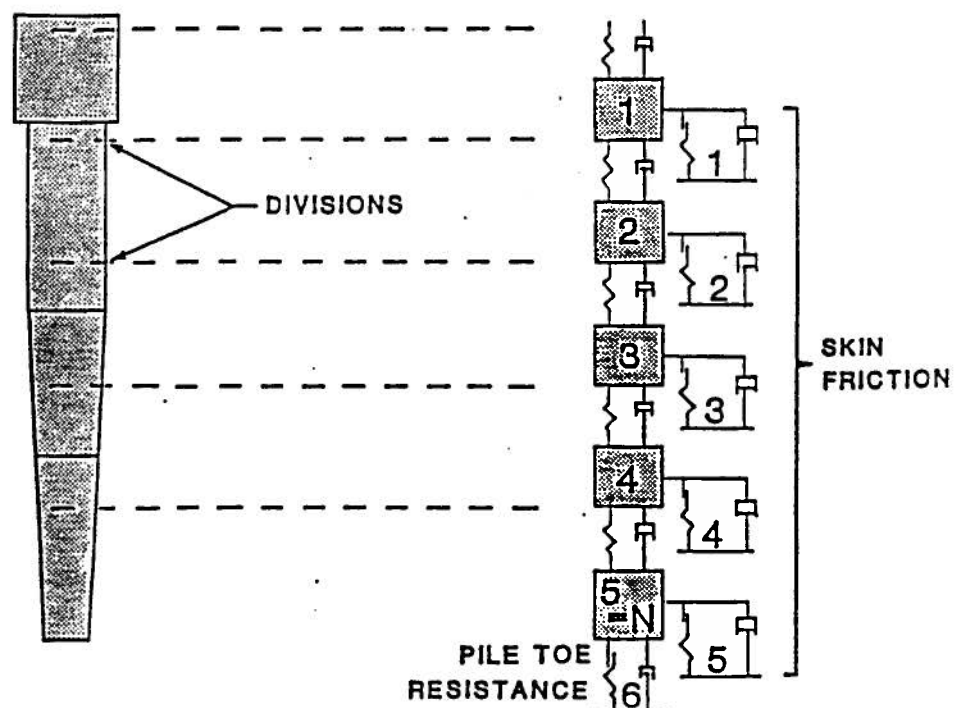 1
1
DIVISIONS
2
2
3
SKIN
FRICTION
3
4
4
5
=N
5
PILE TOE
RESISTANCE
6